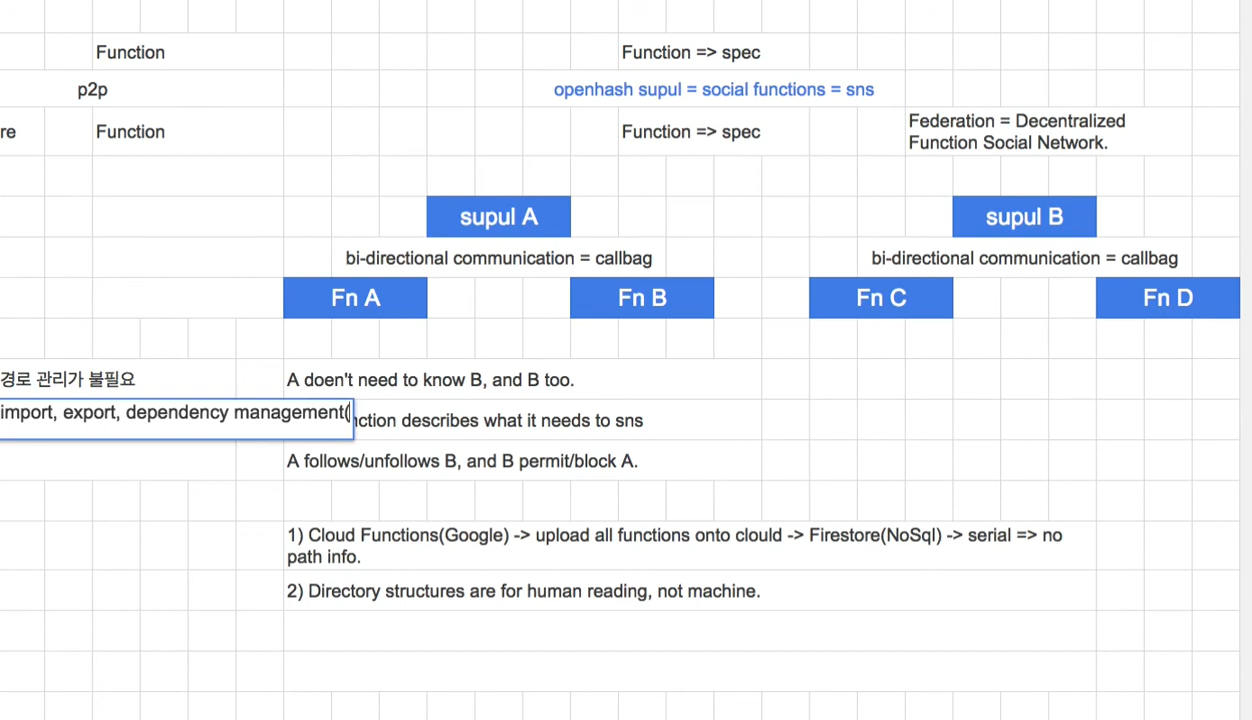 Function
Function => spec
p2p
openhash supul = social functions = sns
re
Function
Function => spec
Federation = Decentralized
Function Social Network.
supul A
supul B
bi-directional communication = callbag
bi-directional communication = callbag
Fn A
Fn B
Fn C
Fn D
경로 관리가 불필요
A doen't need to know B, and B too.
import, export, dependency management(
nction describes what it needs to sns
A follows/unfollows B, and B permit/block A.
1) Cloud Functions(Google) -> upload all functions onto clould -> Firestore(NoSql) -> serial => no
path info.
2) Directory structures are for human reading, not machine.